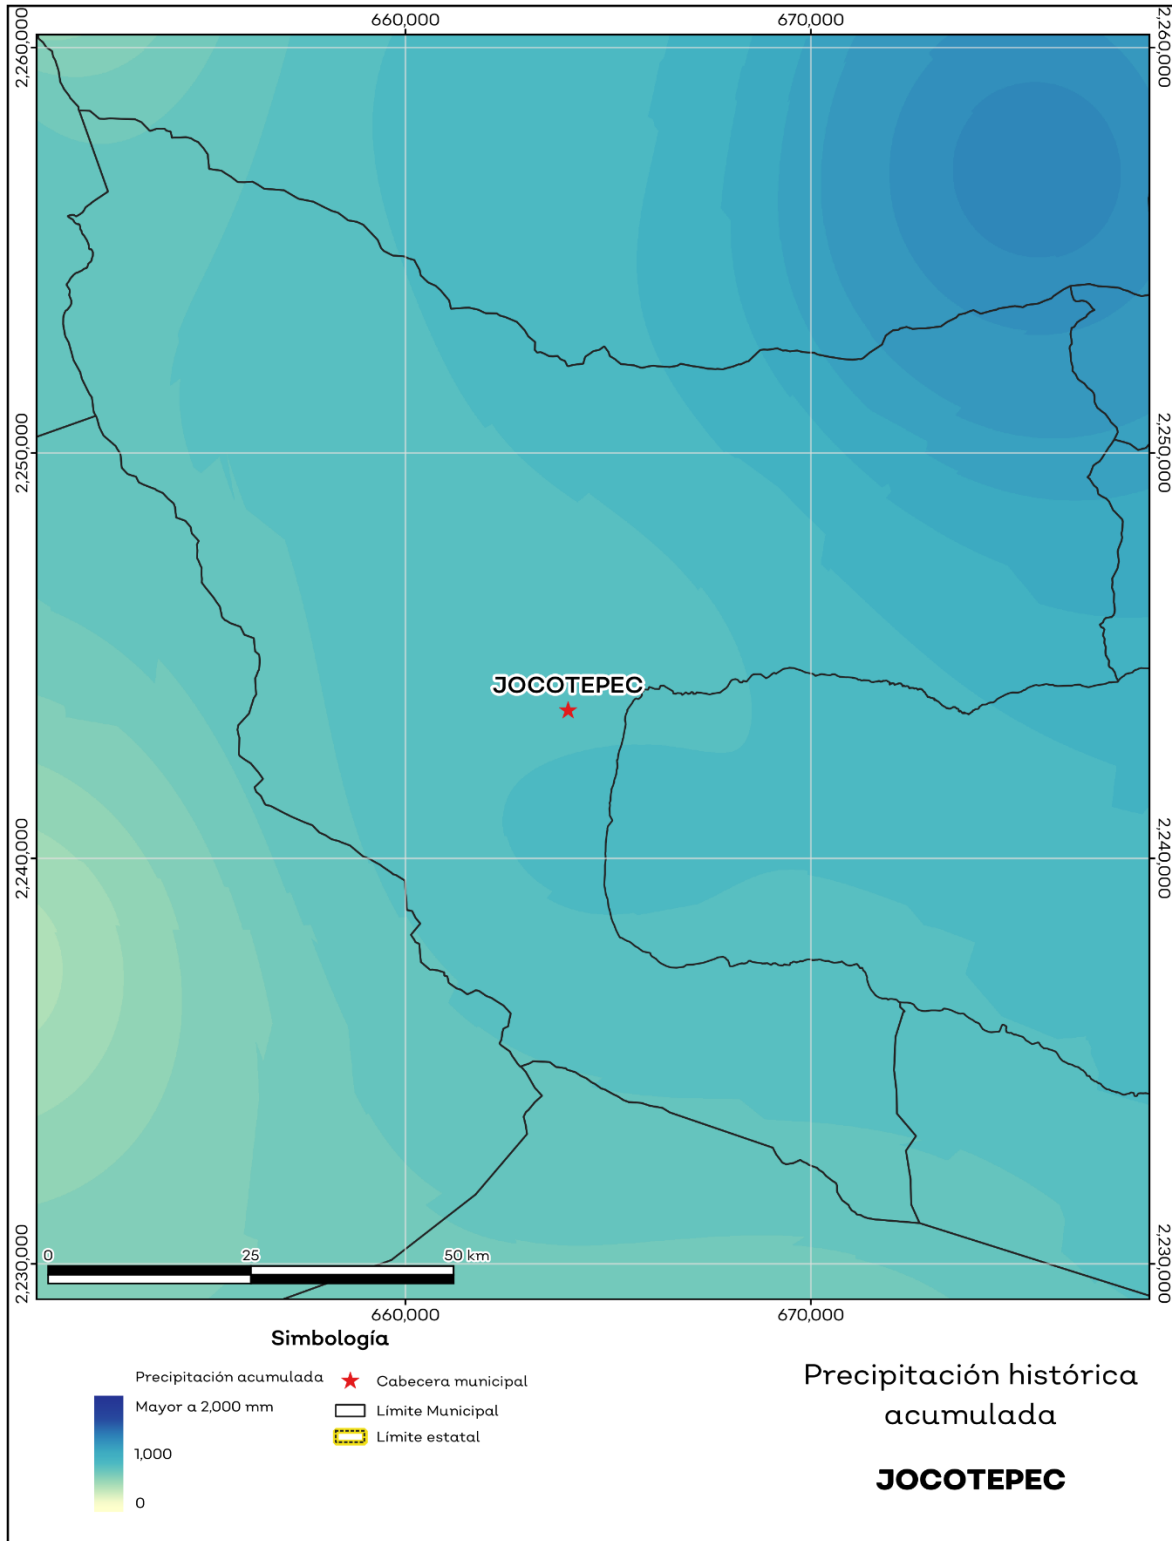 660,000
670,000
2,260,000
2,260,000
2,250,000
2,250,000
JOCOTEPEC
2,240,000
2,240,000
2,230,000
2,230,000
0
25
50 km
660,000
670,000
Simbología
Precipitación acumulada
Mayor a 2,000 mm
1,000
0
Cabecera municipal
Límite Municipal
Límite estatal
Precipitación histórica
acumulada
JOCOTEPEC